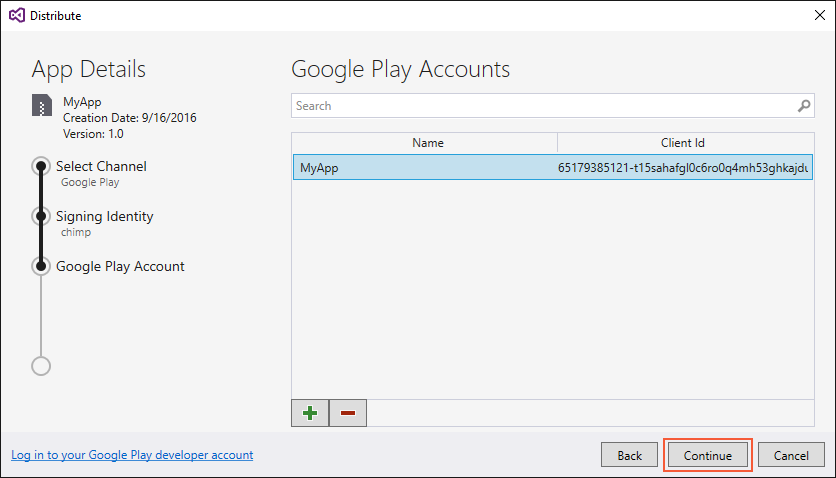 Distribute
App Details
MyApp
Creation Date: 9/16/2016
Version: 1.0
Select Channel
Google Play
Signing Identity
chimp
Google Play Account
Google Play Accounts
Search
Name Client Id
MyApp 65179385121-t15sahafgl0c6ro0q4mh53ghkajdu
Log in to your Google Play developer account
Back Continue Cancel